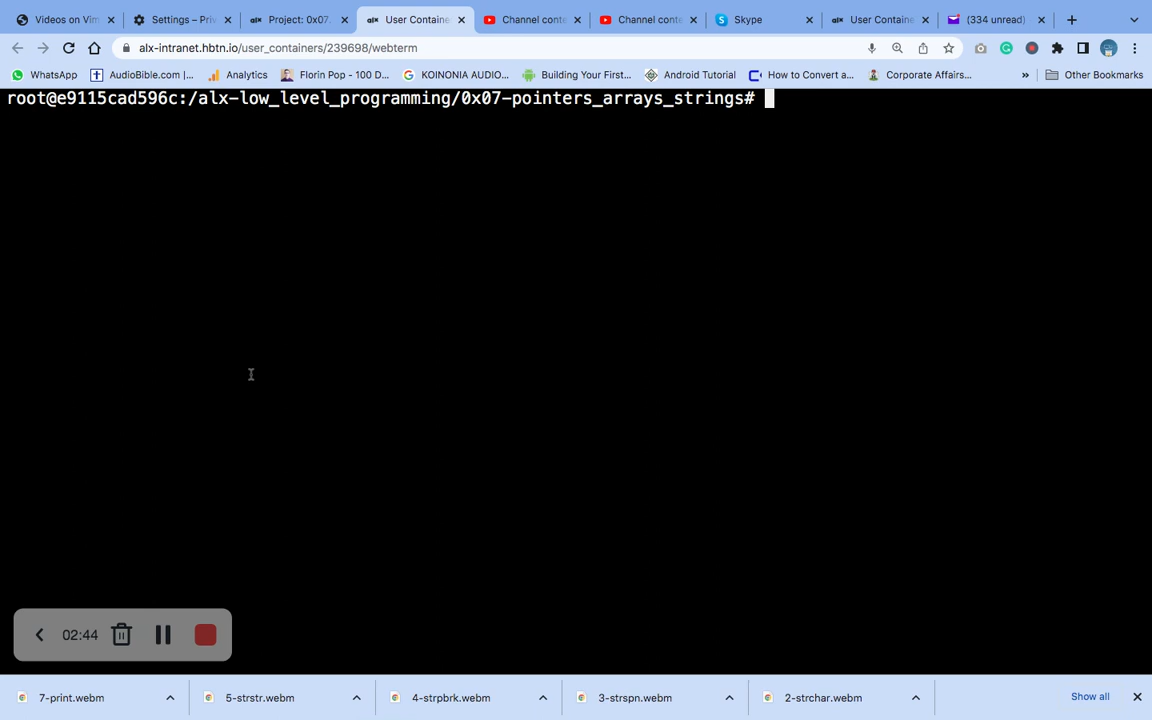 Videos on Vim
Settings – Pri
Project: 0x07.
User Containe
Channel conte
Channel conte
Skype
User Containe
(334 unread)
alx-intranet.hbtn.io/user_containers/239698/webterm
WhatsApp
AudioBible.com |...
Analytics
Florin Pop - 100 D...
KOINONIA AUDIO...
Building Your First...
Android Tutorial
How to Convert a...
Corporate Affairs...
»
Other Bookmarks
root@e9115cad596c:/alx-low_level_programming/0x07-pointers_arrays_strings#
02:44
7-print.webm
5-strstr.webm
4-strpbrk.webm
3-strspn.webm
2-strchar.webm
Show all